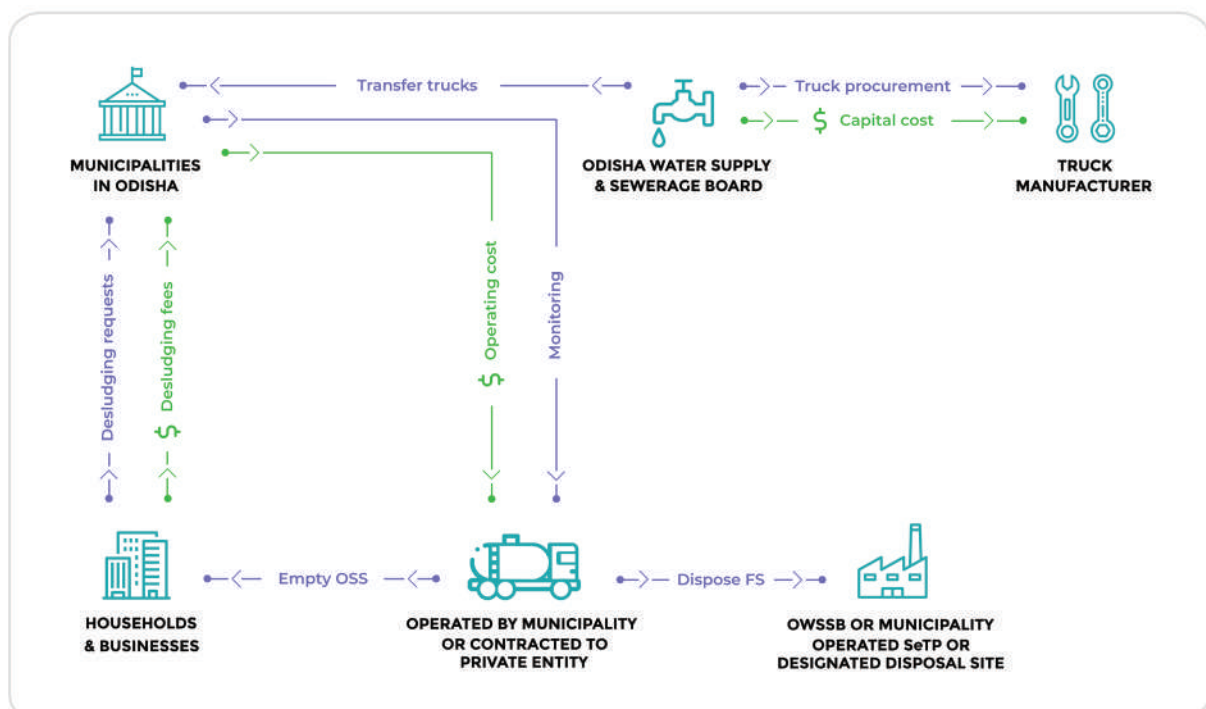 Transfer trucks
Truck procurement
$ Capital cost
MUNICIPALITIES
IN ODISHA
ODISHA WATER SUPPLY
& SEWERAGE BOARD
TRUCK
MANUFACTURER
Desludging requests
$ Desludging fees
$ Operating cost
Monitoring
Empty OSS
Dispose FS
HOUSEHOLDS
& BUSINESSES
OPERATED BY MUNICIPALITY
OR CONTRACTED TO
PRIVATE ENTITY
OWSSB OR MUNICIPALITY
OPERATED SeTP OR
DESIGNATED DISPOSAL SITE